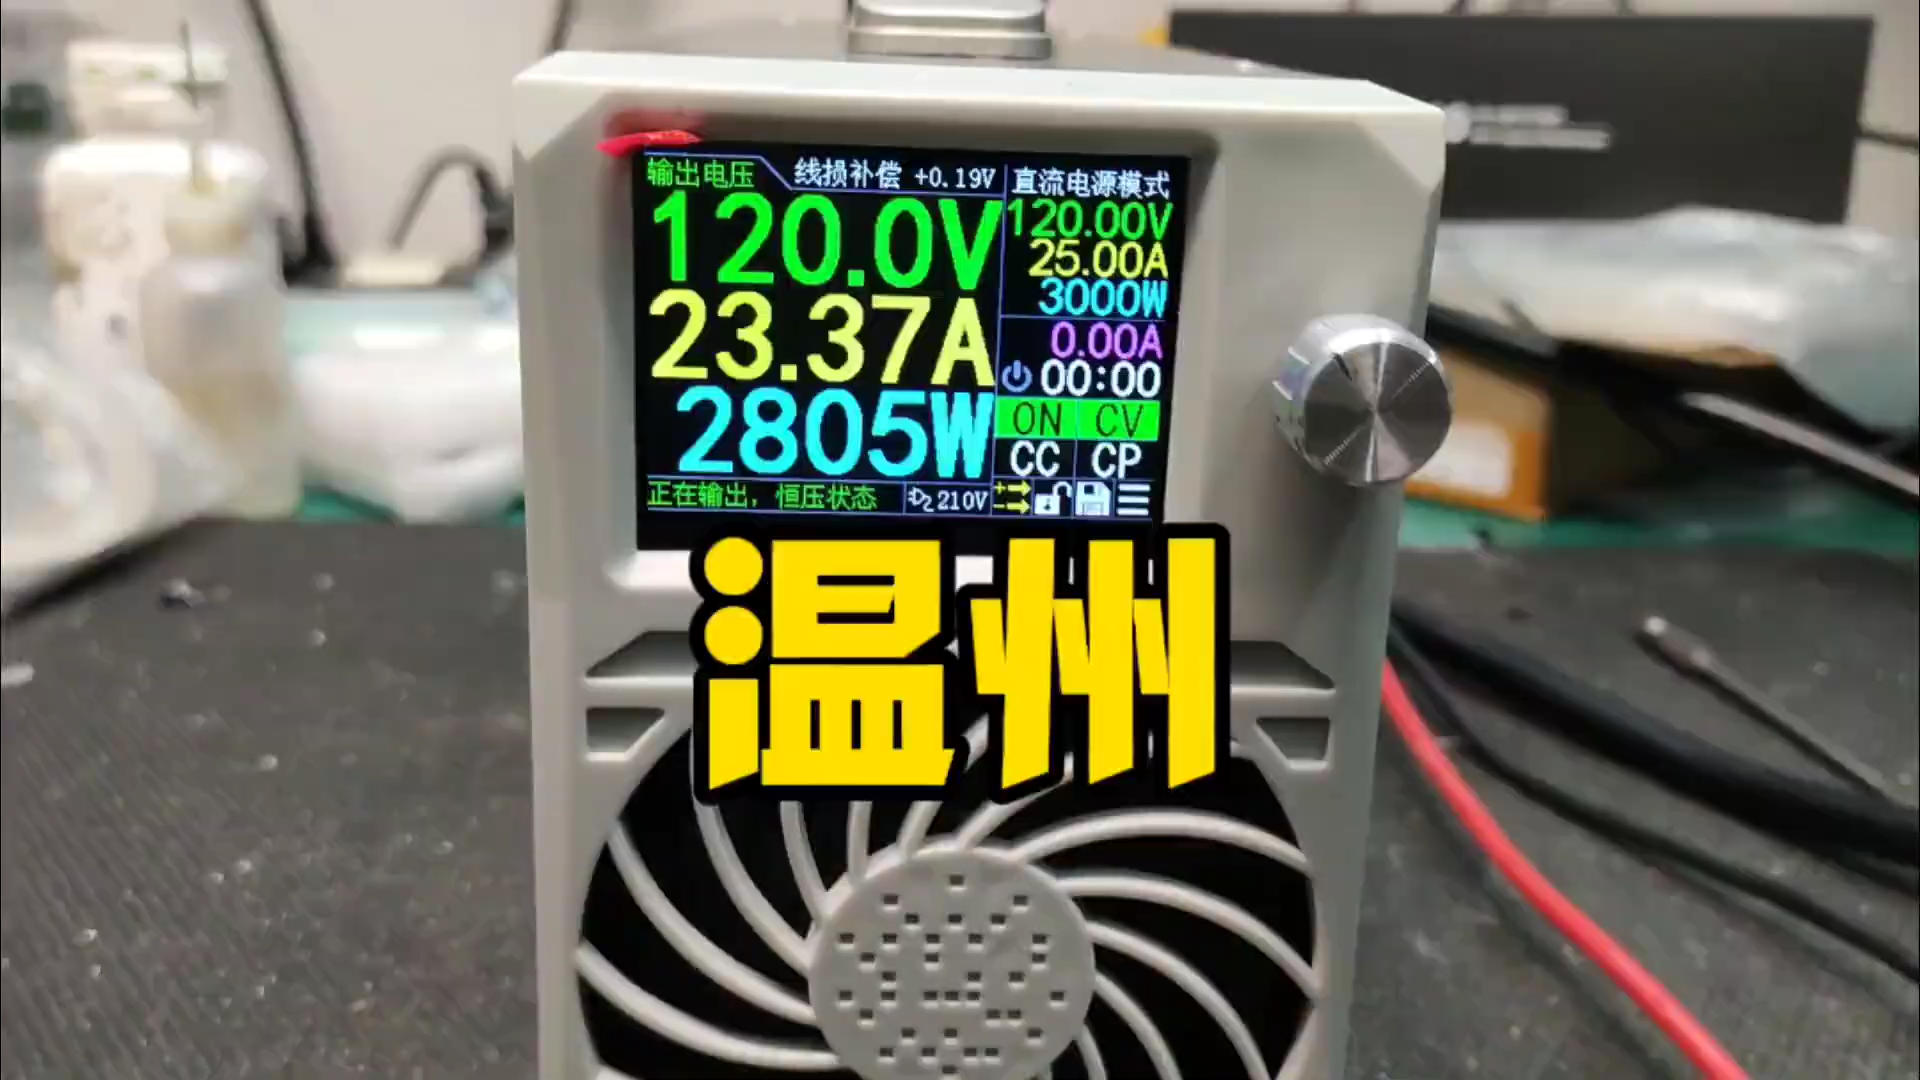 输出电压 线损补偿 +0.19V 直流电源模式
120.0V
23.37A
2805W
120.00V
25.00A
3000W
0.00A
00:00
ON CV
CC CP
正在输出，恒压状态 210V
温州